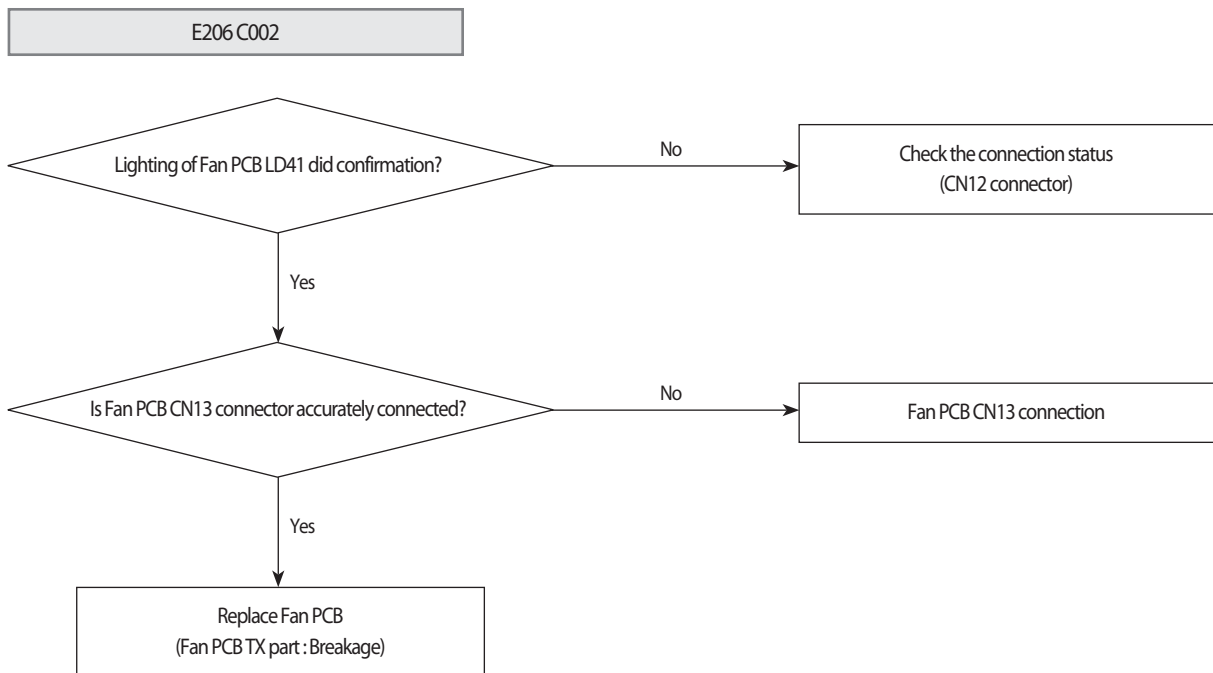 E206 C002
Lighting of Fan PCB LD41 did confirmation?
No
Check the connection status
(CN12 connector)
Yes
Is Fan PCB CN13 connector accurately connected?
No
Fan PCB CN13 connection
Yes
Replace Fan PCB
(Fan PCB TX part : Breakage)